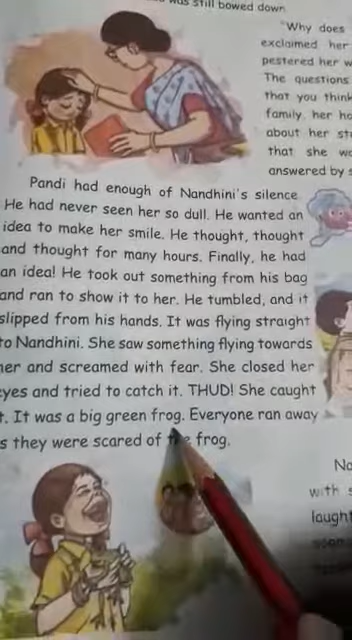 was still bowed down.
"Why does
exclaimed her
pestered her
The questions
that you think
family, her
about her
that she
answered by
Pandi had enough of Nandhini's silence
He had never seen her so dull. He wanted an
idea to make her smile. He thought, thought
and thought for many hours. Finally, he had
an idea! He took out something from his bag
and ran to show it to her. He tumbled, and it
slipped from his hands. It was flying straight
to Nandhini. She saw something flying towards
her and screamed with fear. She closed her
eyes and tried to catch it. THUD! She caught
It was a big green frog. Everyone ran away
they were scared of frog.
with